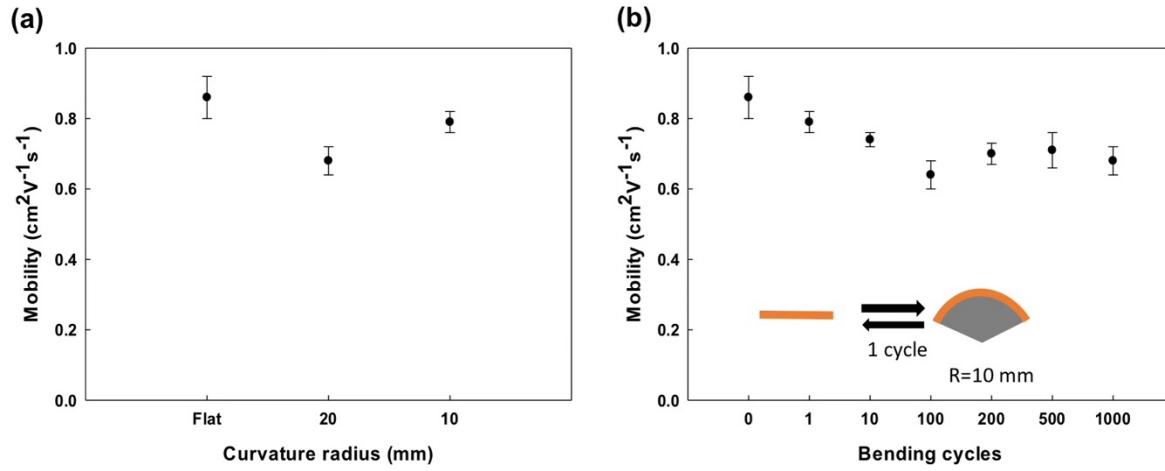 (a)
1.0
0.8
0.6
0.4
0.2
0.0
Mobility (cm²V⁻¹s⁻¹)
Flat
20
10
Curvature radius (mm)
(b)
1.0
0.8
0.6
0.4
0.2
0.0
Mobility (cm²V⁻¹s⁻¹)
1 cycle
R=10 mm
0
1
10
100
200
500
1000
Bending cycles